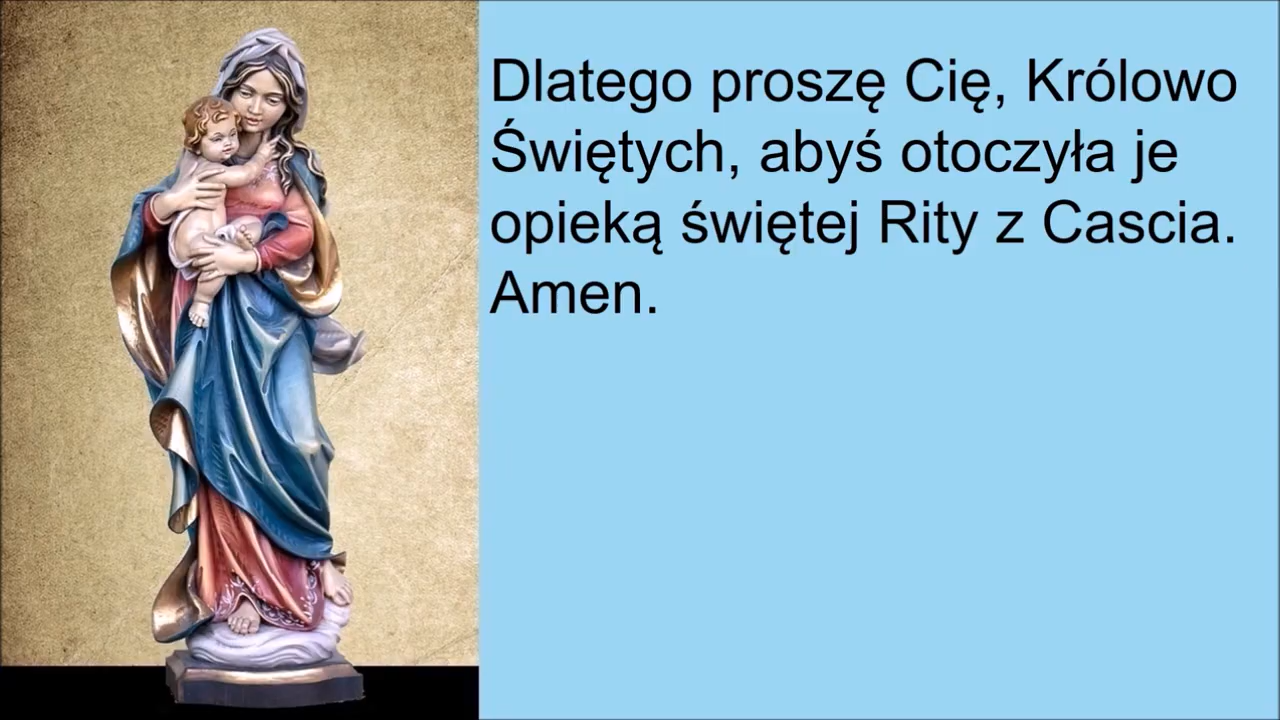 Dlatego proszę Cię, Królowo
Świętych, abyś otoczyła je
opieką świętej Rity z Cascia.
Amen.